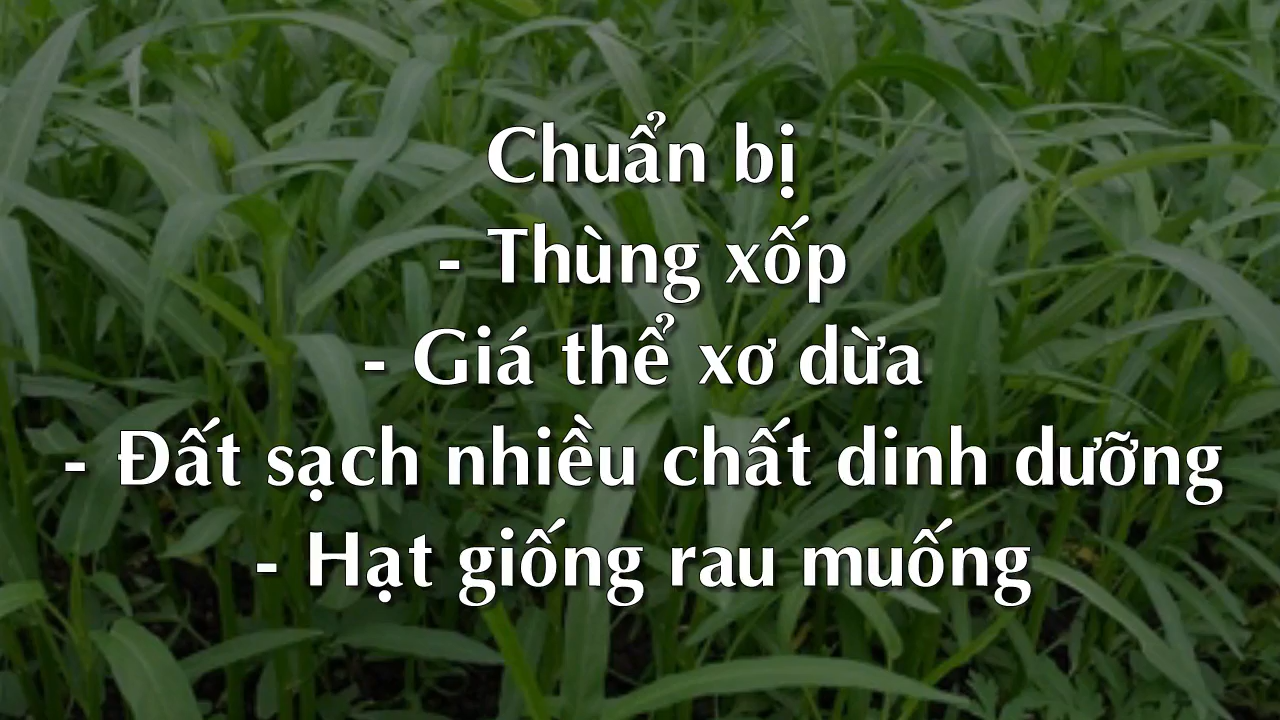 Chuẩn bị
- Thùng xốp
- Giá thể xơ dừa
- Đất sạch nhiều chất dinh dưỡng
- Hạt giống rau muống